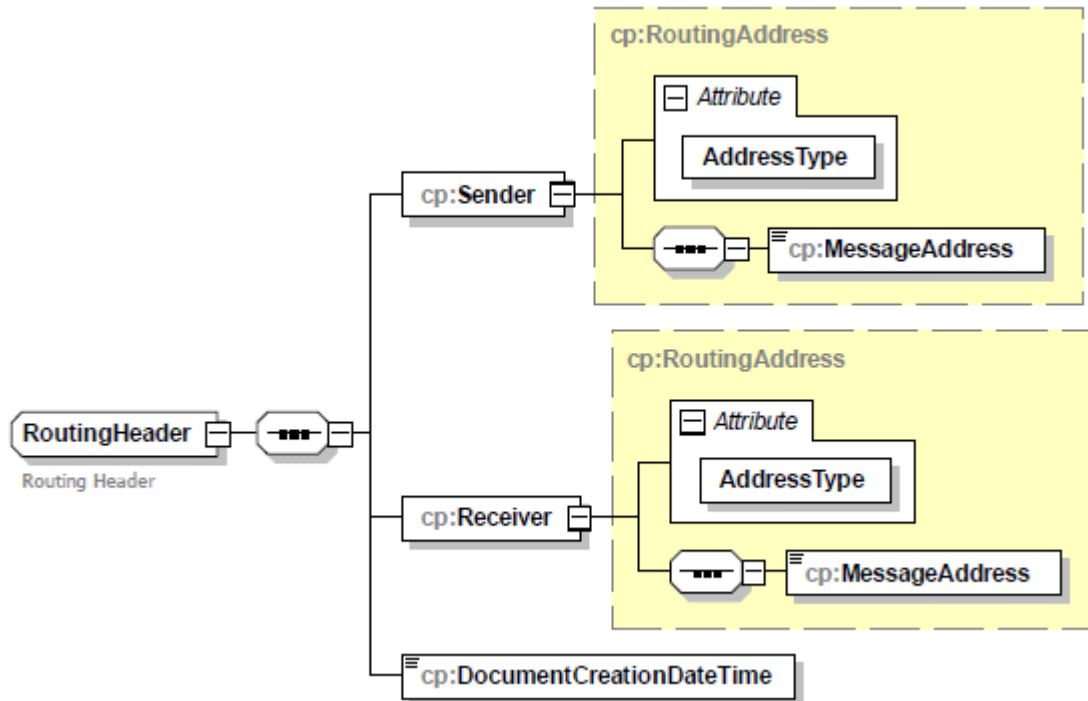 cp:RoutingAddress
Attribute
AddressType
cp:Sender
cp:MessageAddress
cp:RoutingAddress
Attribute
RoutingHeader
Routing Header
AddressType
cp:Receiver
cp:MessageAddress
cp:DocumentCreationDateTime